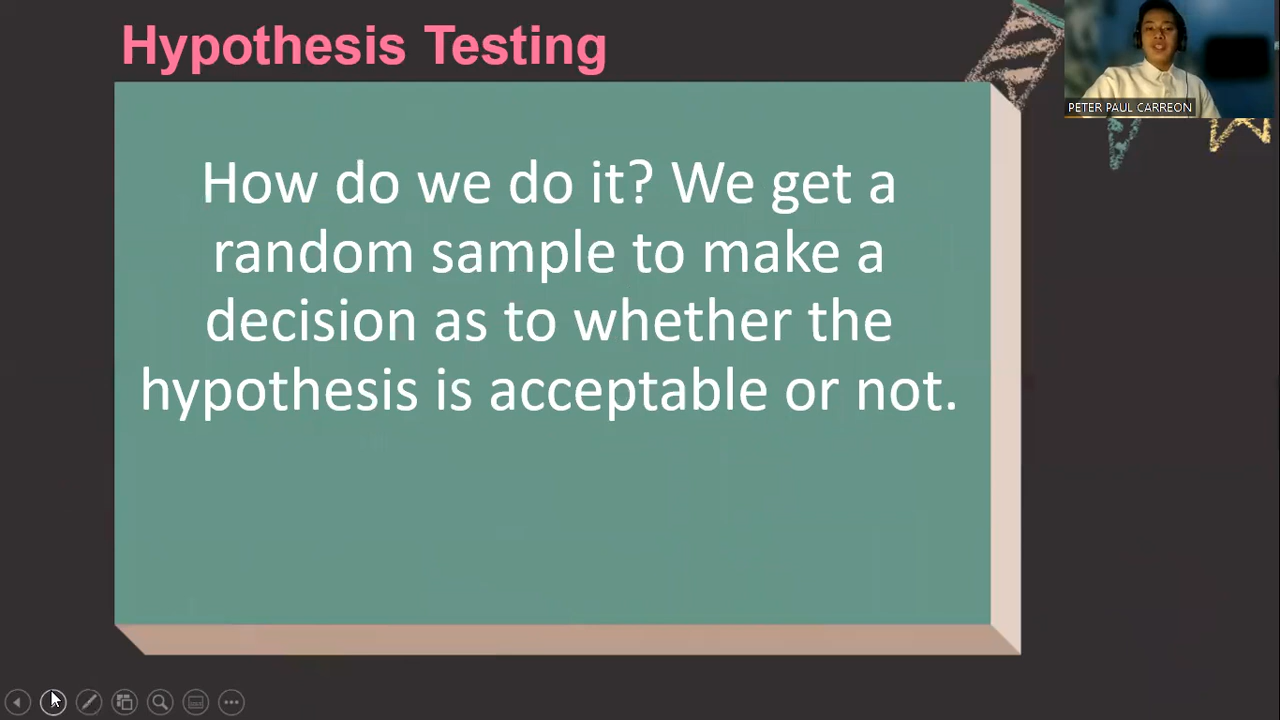 Hypothesis Testing
PETER PAUL CARREON
How do we do it? We get a
random sample to make a
decision as to whether the
hypothesis is acceptable or not.